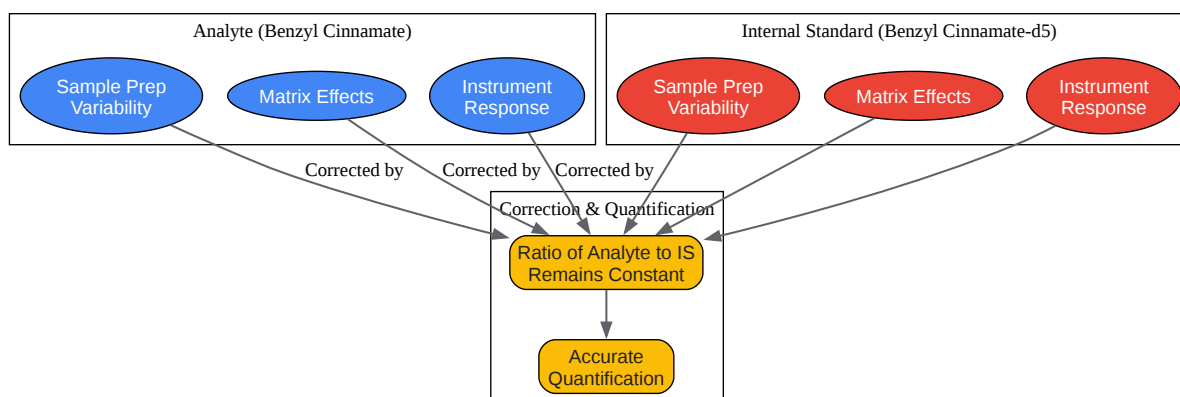 Analyte (Benzyl Cinnamate)
Internal Standard (Benzyl Cinnamate-d5)
Sample Prep
Variability
Matrix Effects
Instrument
Response
Sample Prep
Variability
Matrix Effects
Instrument
Response
Corrected by
Corrected by
Corrected by
Correction & Quantification
Ratio of Analyte to IS
Remains Constant
Accurate
Quantification